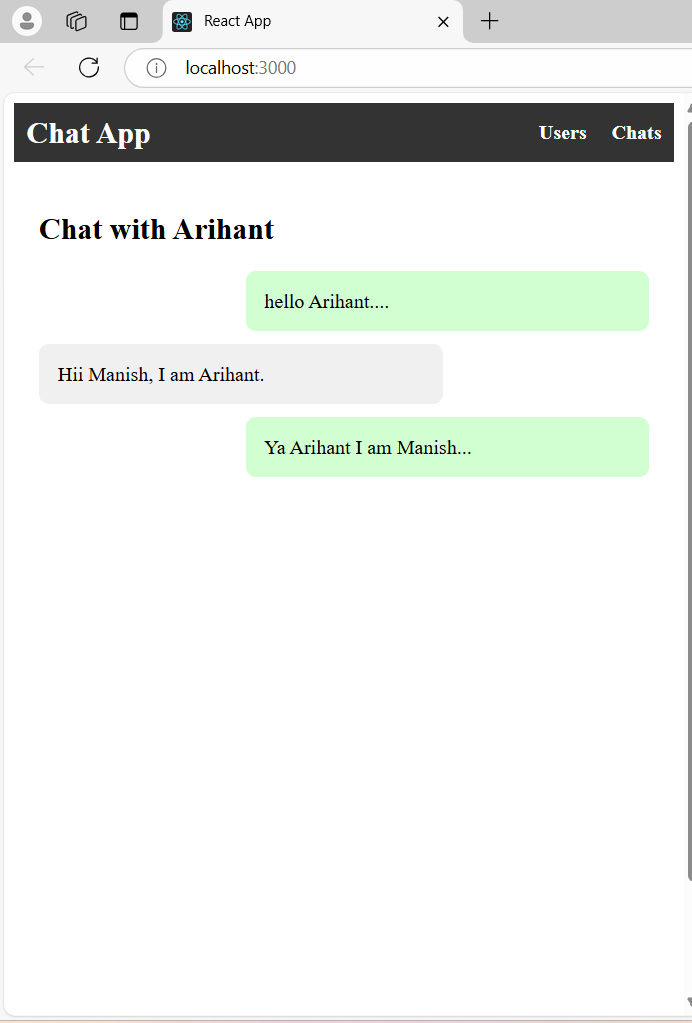 React App
localhost:3000
Chat App
Users Chats
Chat with Arihant
hello Arihant....
Hii Manish, I am Arihant.
Ya Arihant I am Manish...